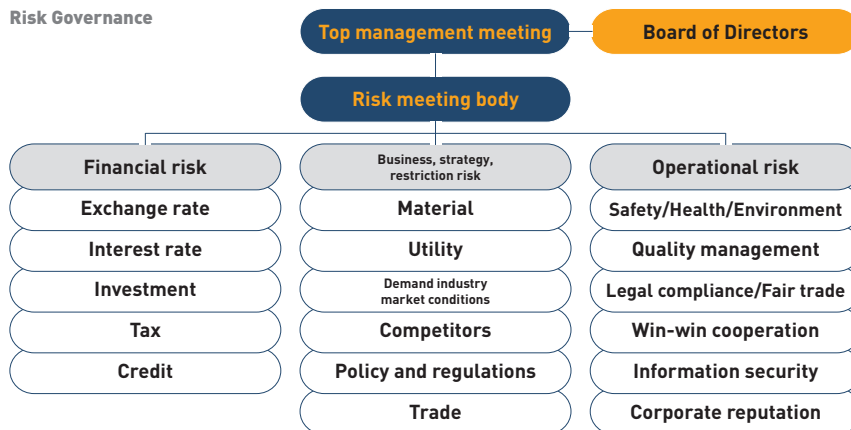 Risk Governance
Top management meeting
Board of Directors
Risk meeting body
Financial risk
Exchange rate
Interest rate
Investment
Tax
Credit
Business, strategy,
restriction risk
Material
Utility
Demand industry
market conditions
Competitors
Policy and regulations
Trade
Operational risk
Safety/Health/Environment
Quality management
Legal compliance/Fair trade
Win-win cooperation
Information security
Corporate reputation